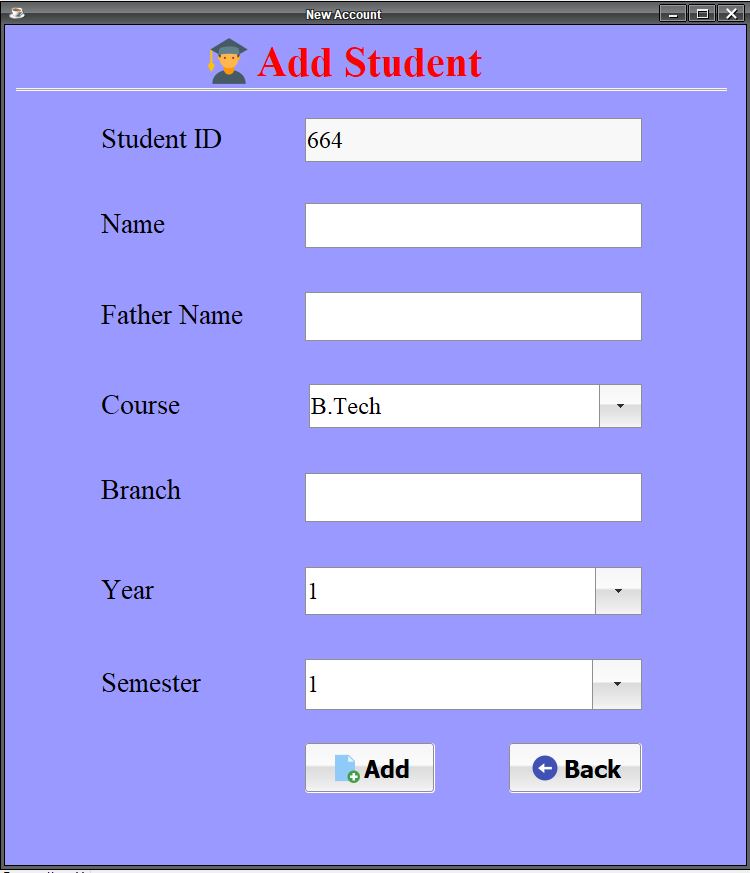 New Account
Add Student
Student ID 664
Name
Father Name
Course B.Tech
Branch
Year 1
Semester 1
Add Back